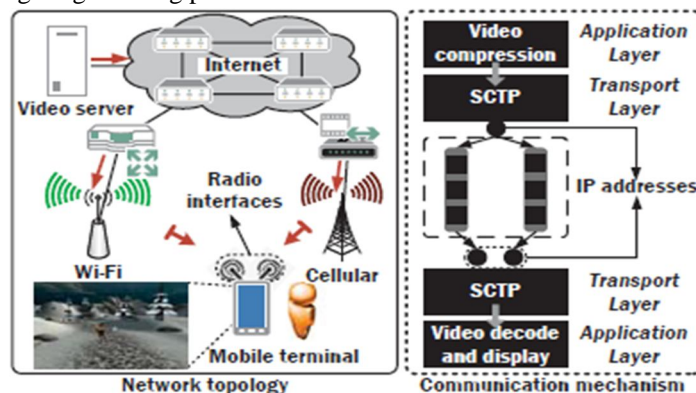 Internet
Video server
Radio
interfaces
Wi-Fi
Cellular
Mobile terminal
Network topology
Video
compression
Application
Layer
SCTP
Transport
Layer
IP addresses
SCTP
Transport
Layer
Video decode
and display
Application
Layer
Communication mechanism